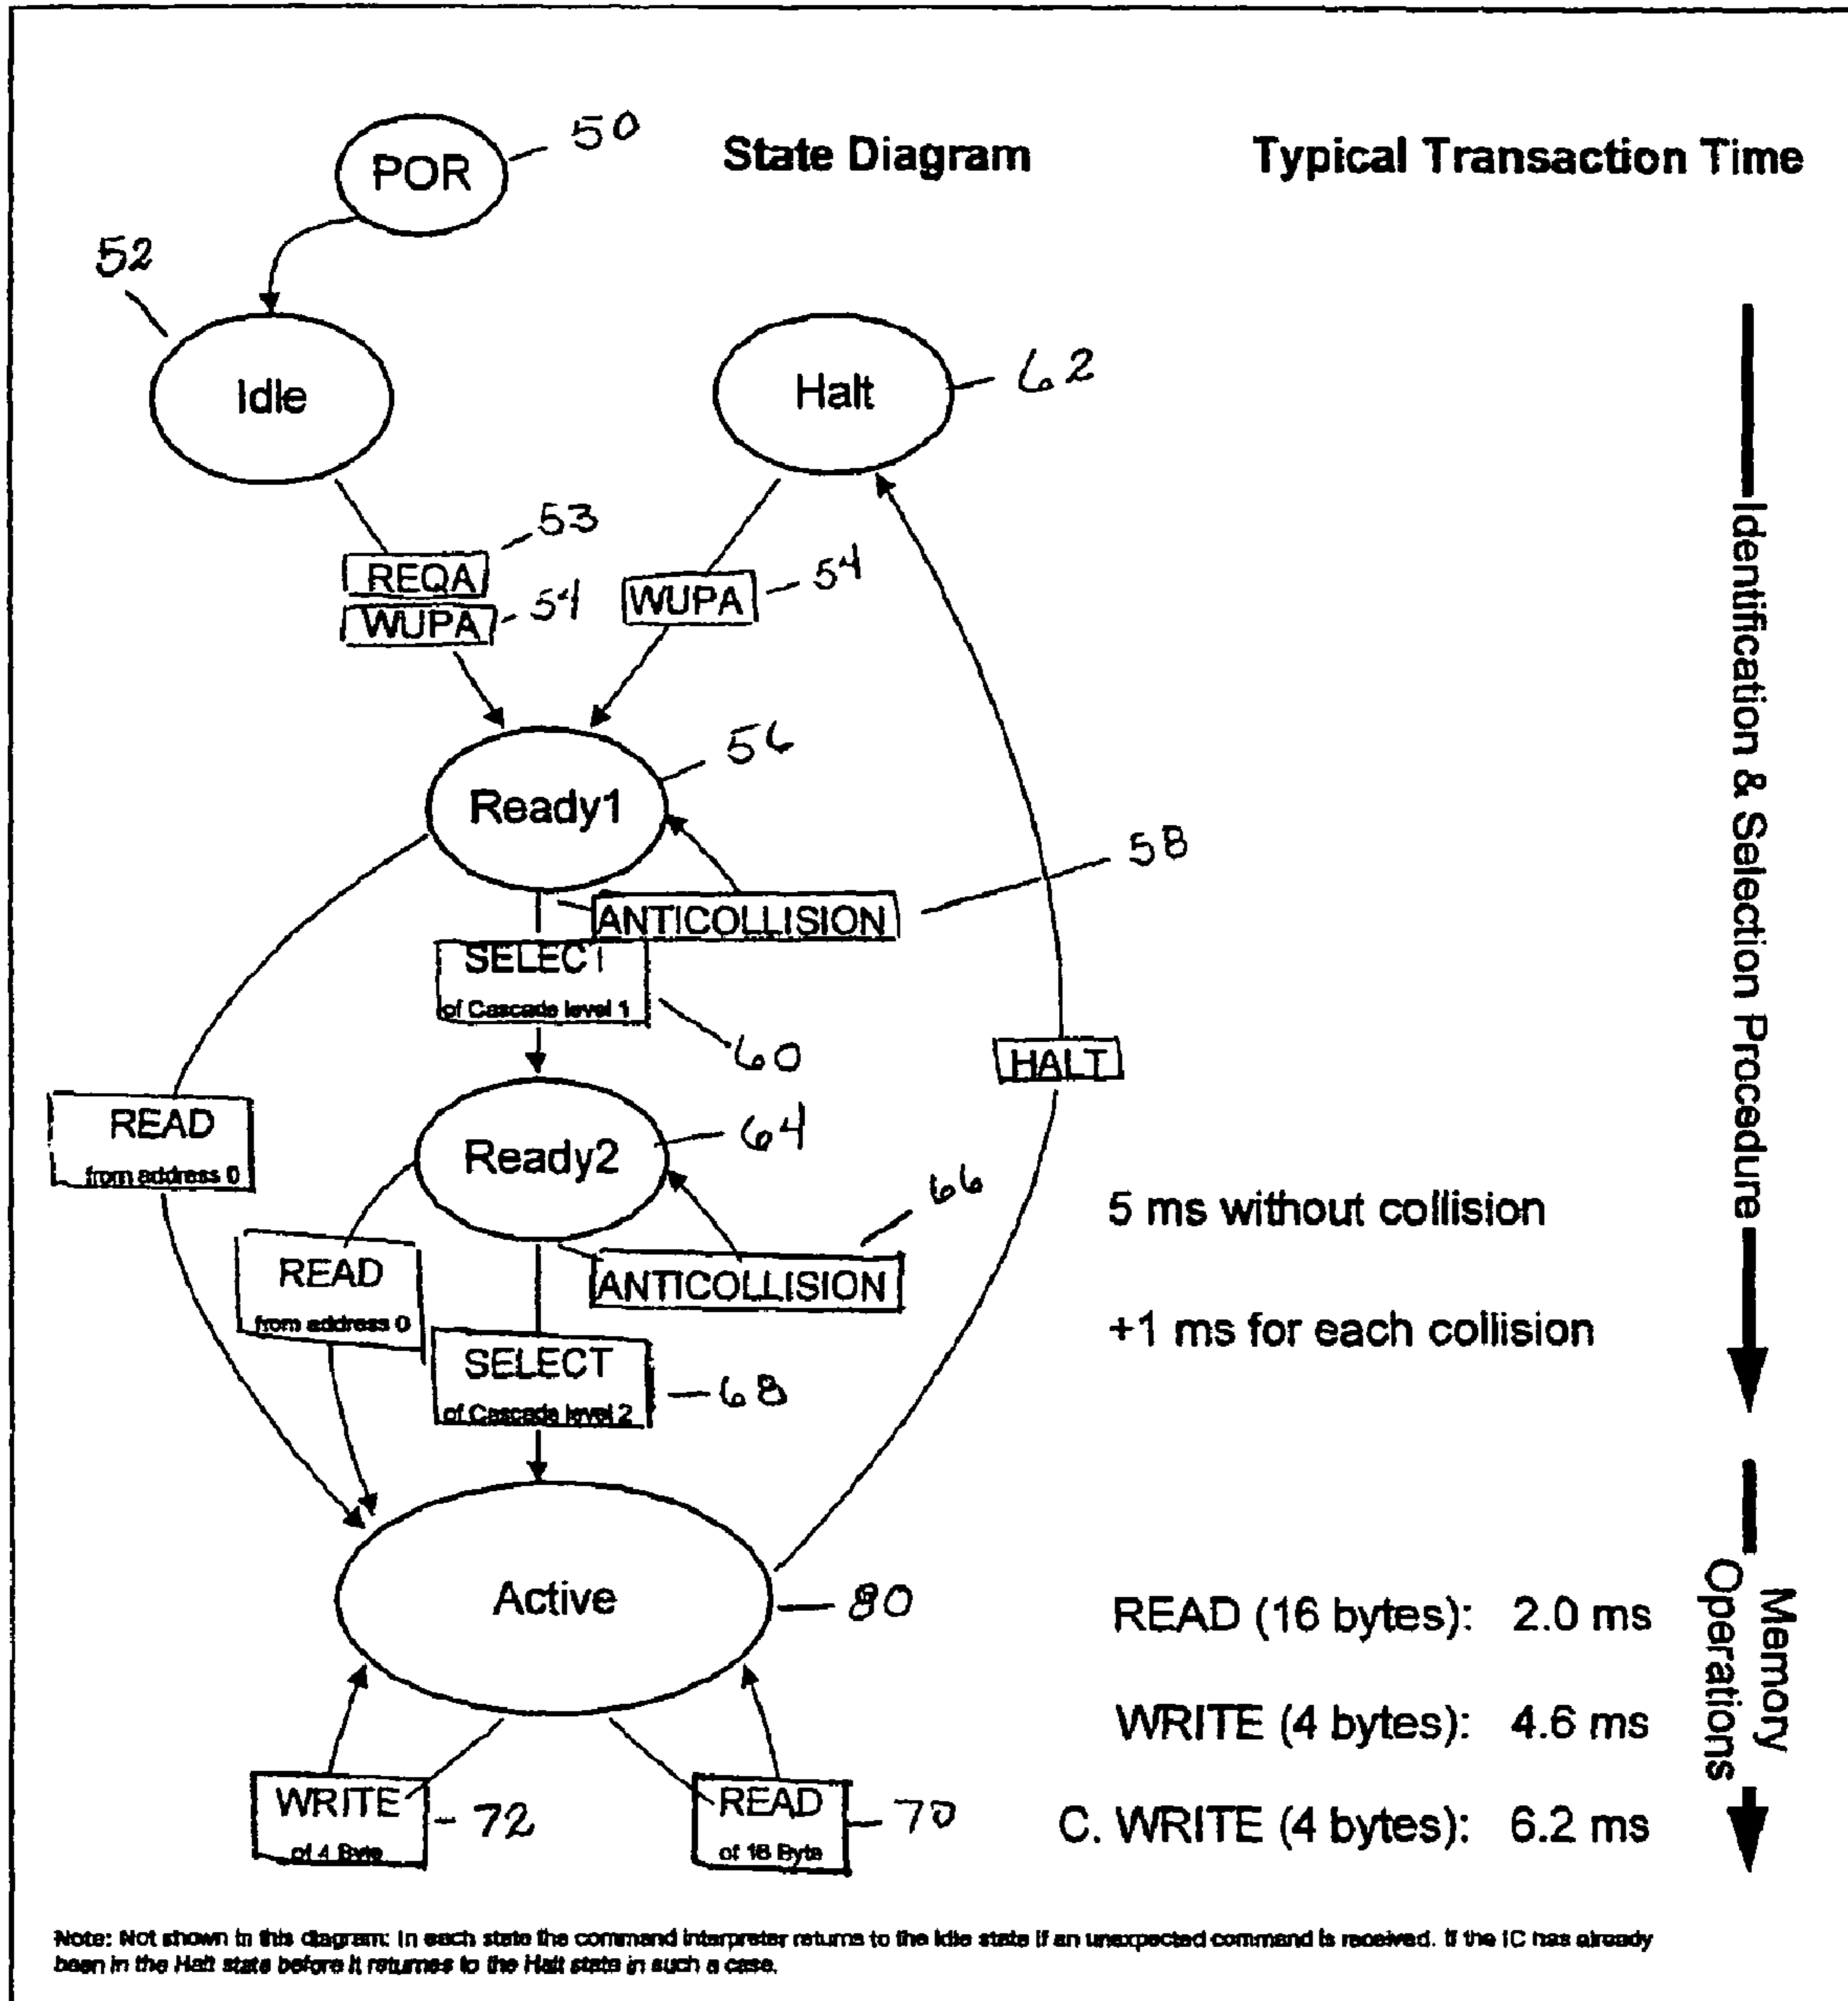 State Diagram
Typical Transaction Time
POR
50
52
Idle
Halt
62
REQA
53
WUPA
54
WUPA
54
Ready1
56
58
ANTICOLLISION
SELECT
of Cascade level 1
60
HALT
READ
from address 0
Ready2
64
66
READ
from address 0
ANTICOLLISION
SELECT
of Cascade level 2
68
Active
80
WRITE
of 4 Byte
72
READ
of 16 Byte
70
Identification & Selection Procedure
5 ms without collision
+1 ms for each collision
Memory
Operations
READ (16 bytes): 2.0 ms
WRITE (4 bytes): 4.6 ms
C. WRITE (4 bytes): 6.2 ms
Note: Not shown in this diagram: In each state the command interpreter returns to the Idle state if an unexpected command is received. If the IC has already
been in the Halt state before it returnes to the Halt state in such a case.